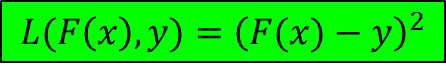 L(F(x), y) = (F(x) − y)²